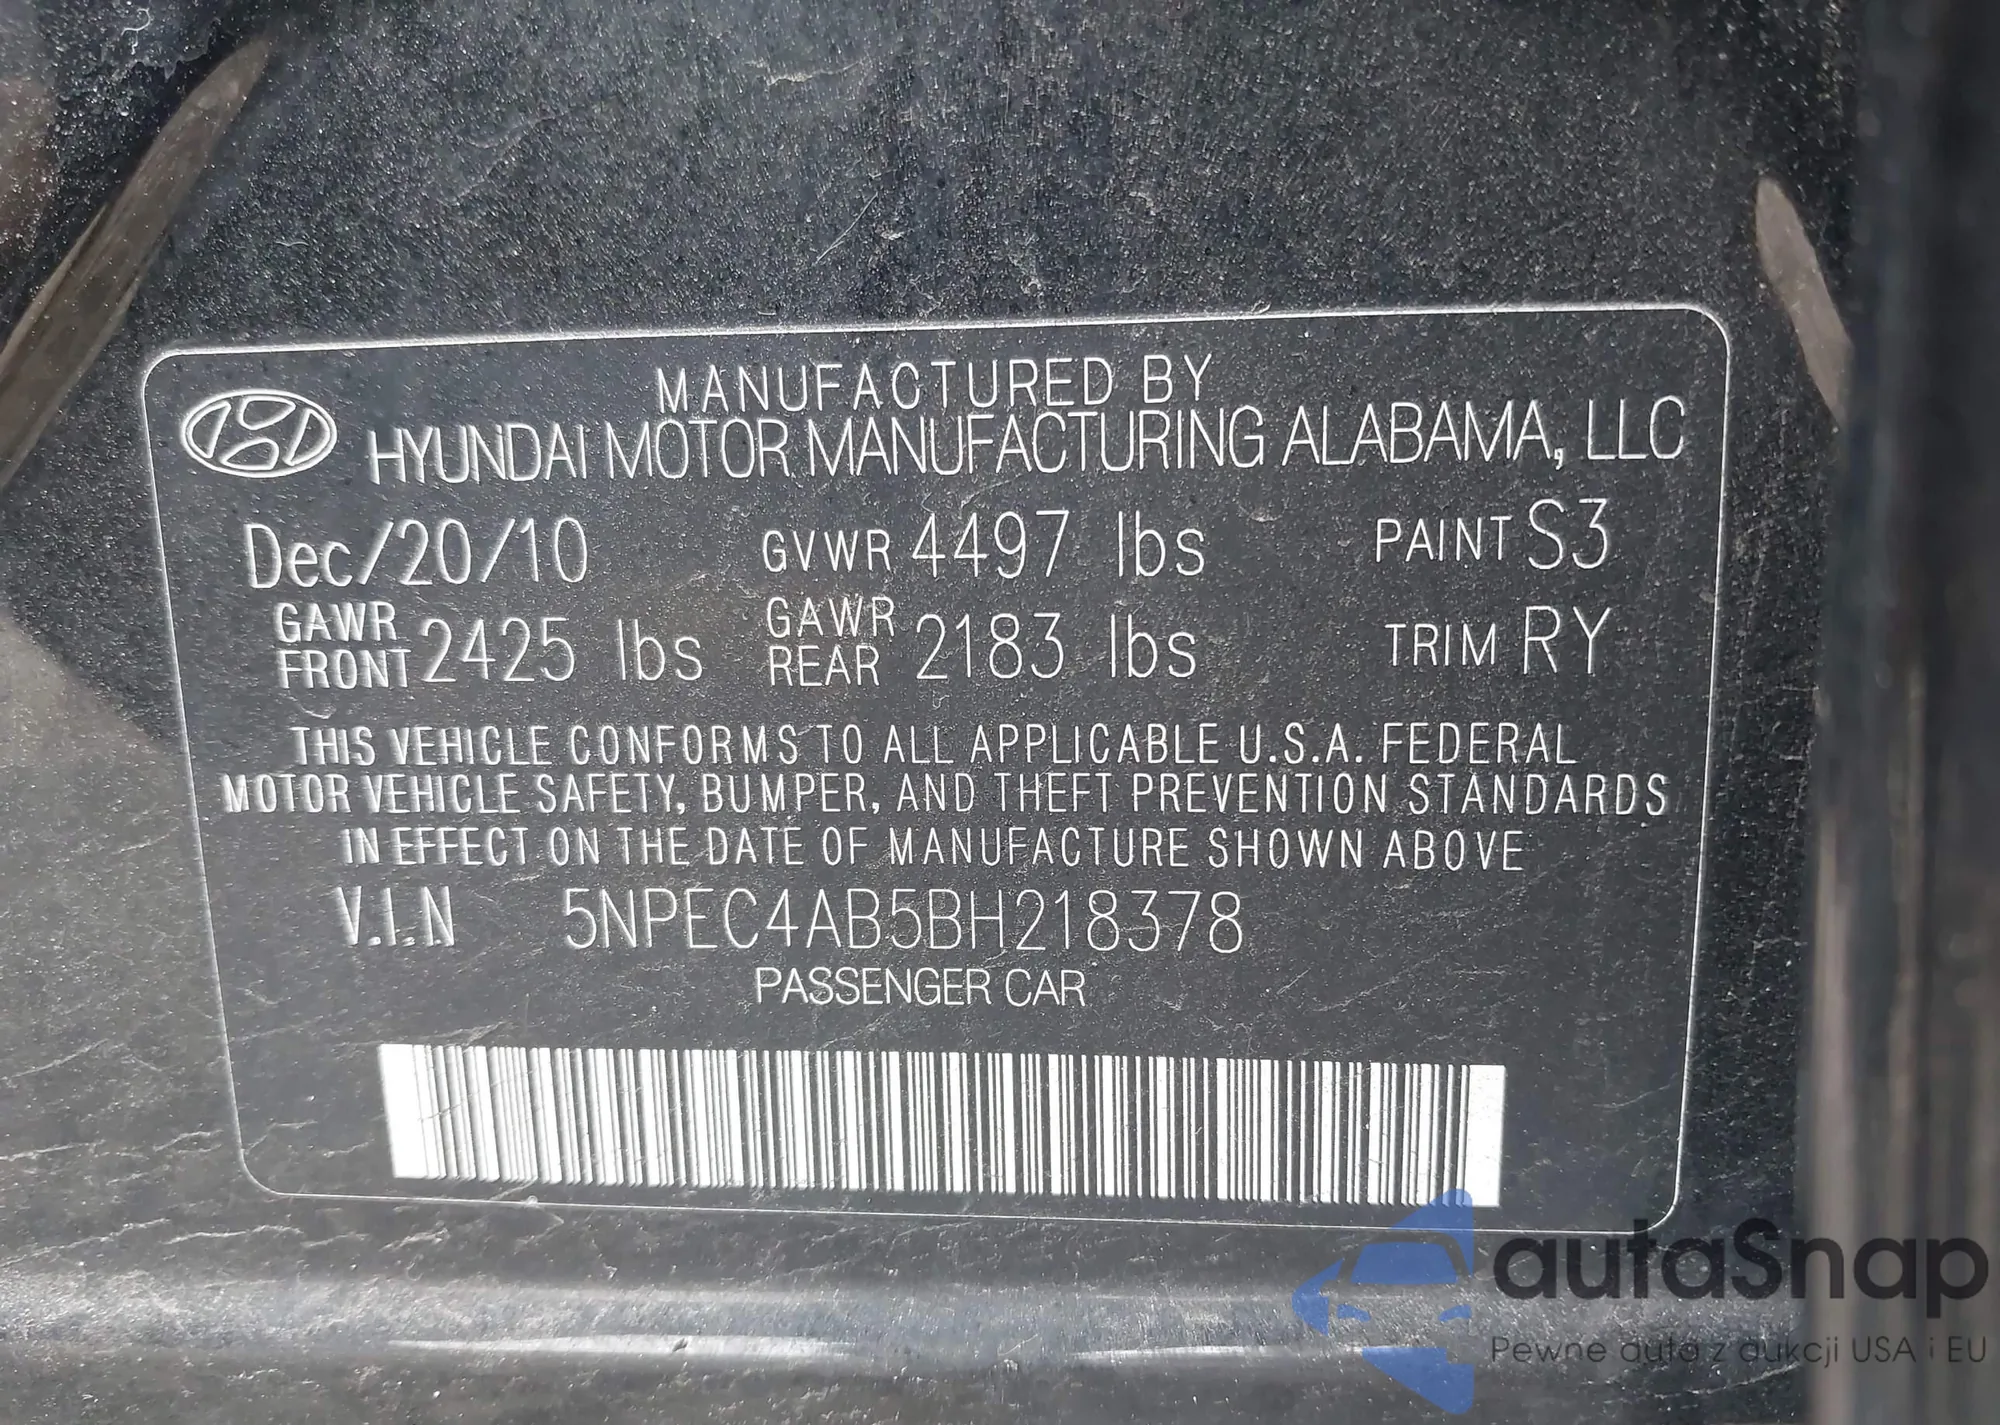 MANUFACTURED BY
HYUNDAI MOTOR MANUFACTURING ALABAMA, LLC
Dec/20/10 GVWR 4497 lbs PAINT S3
GAWR FRONT 2425 lbs GAWR REAR 2183 lbs TRIM RY
THIS VEHICLE CONFORMS TO ALL APPLICABLE U.S.A. FEDERAL
MOTOR VEHICLE SAFETY, BUMPER, AND THEFT PREVENTION STANDARDS
IN EFFECT ON THE DATE OF MANUFACTURE SHOWN ABOVE
V.I.N 5NPEC4AB5BH218378
PASSENGER CAR
autaSnap
Pewne auta z aukcji USA i EU